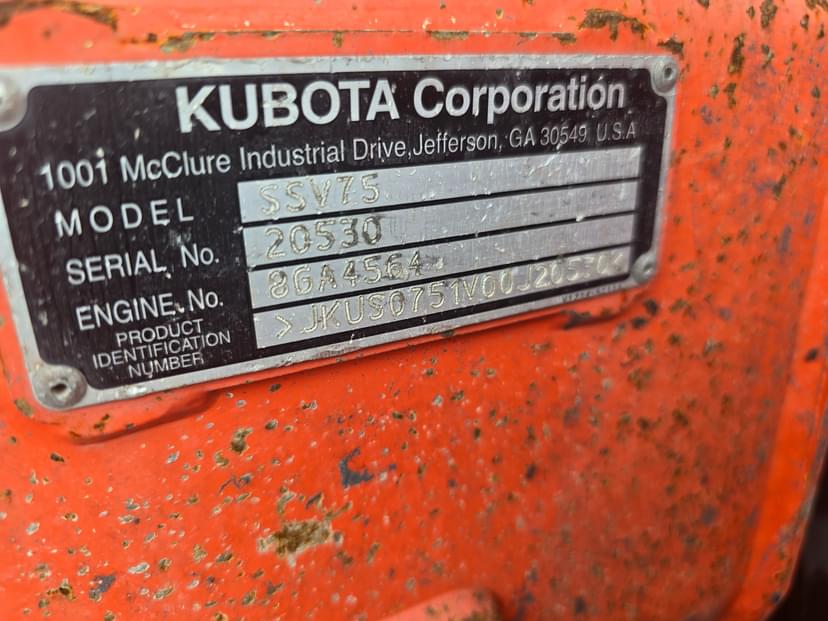 KUBOTA Corporation
1001 McClure Industrial Drive, Jefferson, GA 30549 U.S.A
MODEL SSV75
SERIAL No. 20530
ENGINE No. 8GA4564
PRODUCT
IDENTIFICATION
NUMBER >JKUS0751V00J20530<